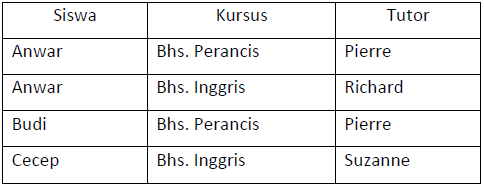 Siswa Kursus Tutor
Anwar Bhs. Perancis Pierre
Anwar Bhs. Inggris Richard
Budi Bhs. Perancis Pierre
Cecep Bhs. Inggris Suzanne